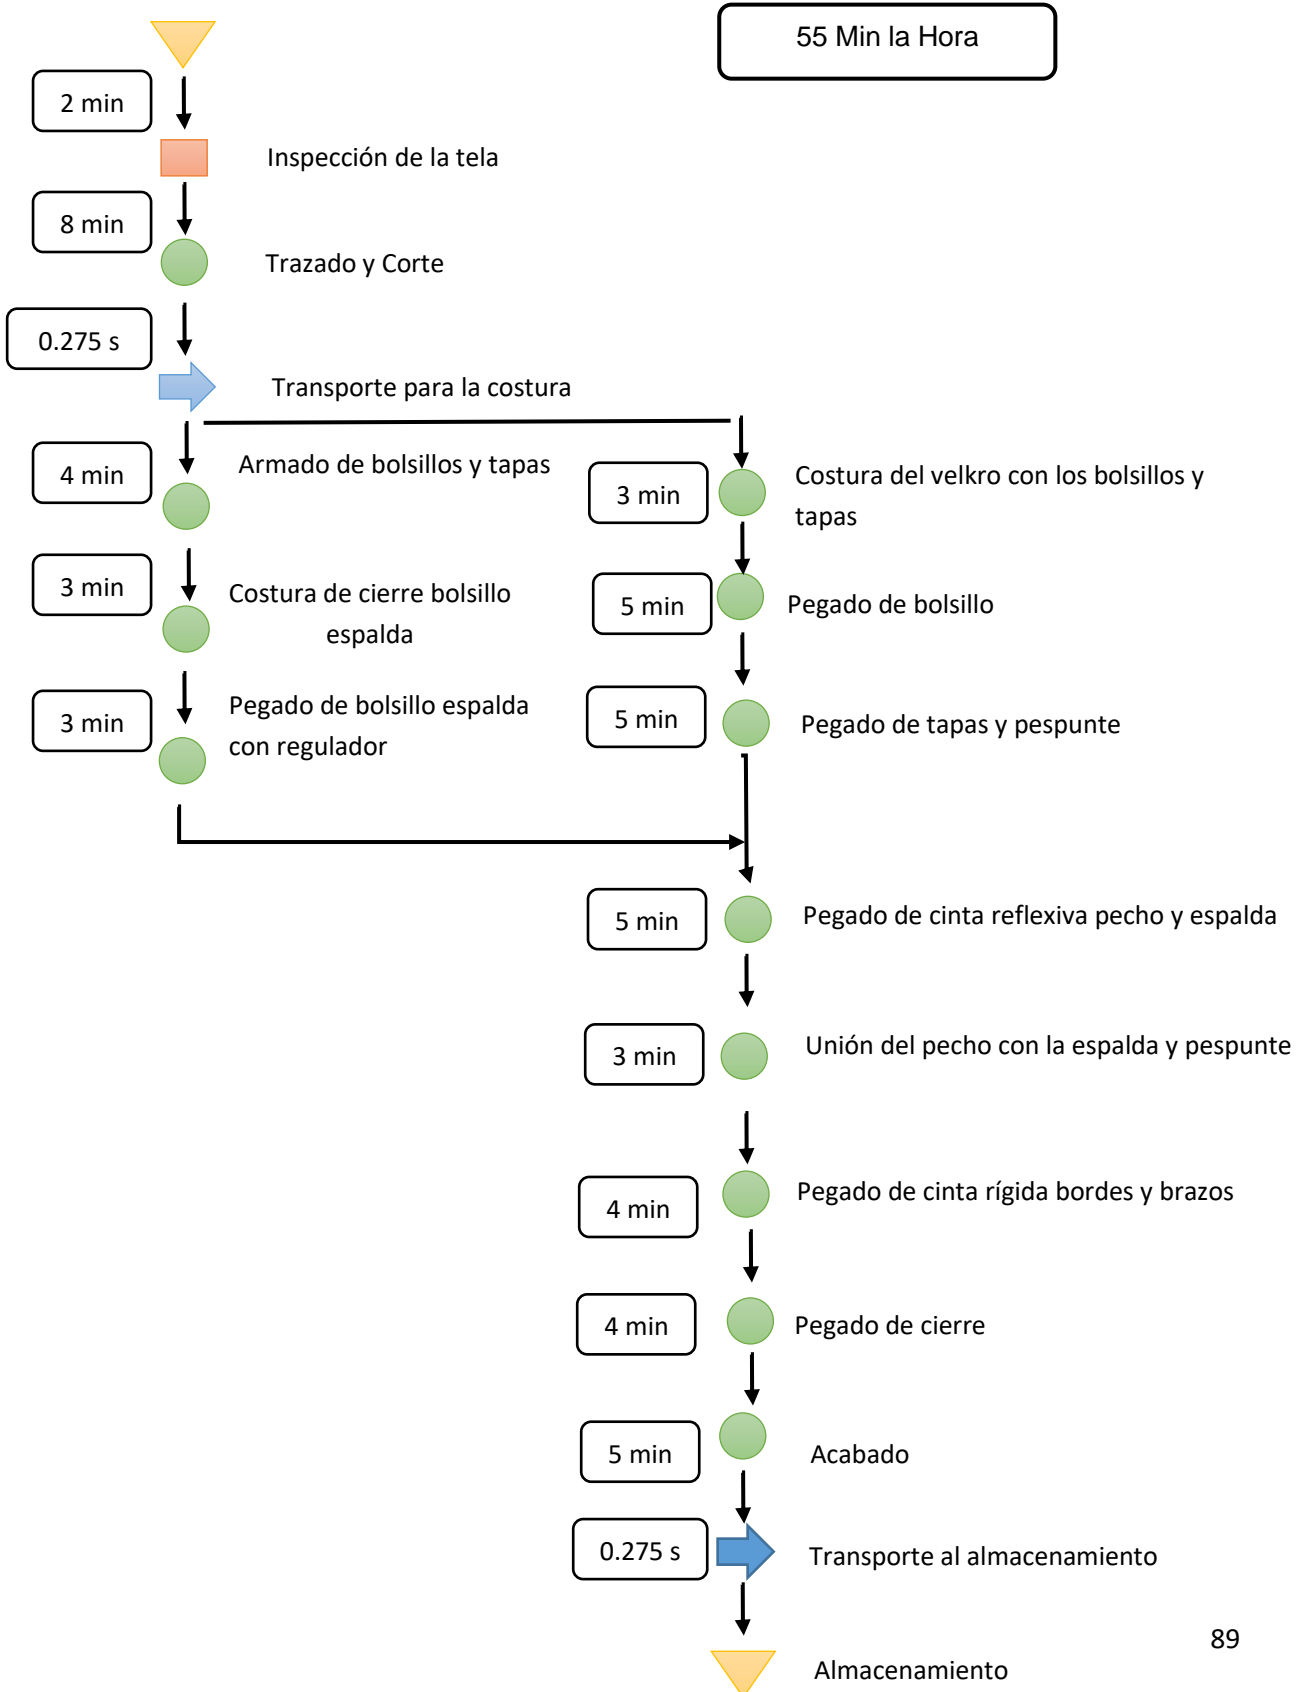 55 Min la Hora
2 min
Inspección de la tela
8 min
Trazado y Corte
0.275 s
Transporte para la costura
4 min
Armado de bolsillos y tapas
3 min
Costura del velkro con los bolsillos y
tapas
3 min
Costura de cierre bolsillo
espalda
5 min
Pegado de bolsillo
3 min
Pegado de bolsillo espalda
con regulador
5 min
Pegado de tapas y pespunte
5 min
Pegado de cinta reflexiva pecho y espalda
3 min
Unión del pecho con la espalda y pespunte
4 min
Pegado de cinta rígida bordes y brazos
4 min
Pegado de cierre
5 min
Acabado
0.275 s
Transporte al almacenamiento
89
Almacenamiento